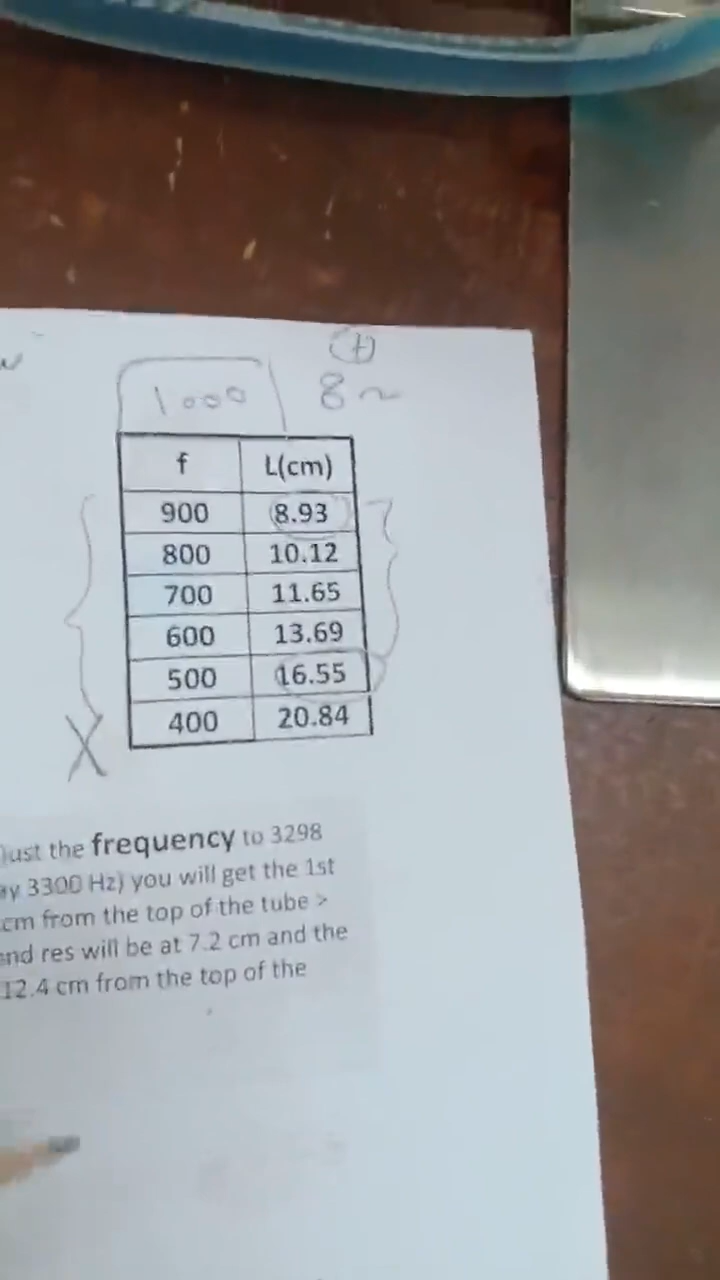 (+)
1000 8
f L(cm)
900 8.93
800 10.12
700 11.65
600 13.69
500 16.55
400 20.84
X
just the frequency to 3298
ay 3300 Hz) you will get the 1st
cm from the top of the tube >
and res will be at 7.2 cm and the
12.4 cm from the top of the